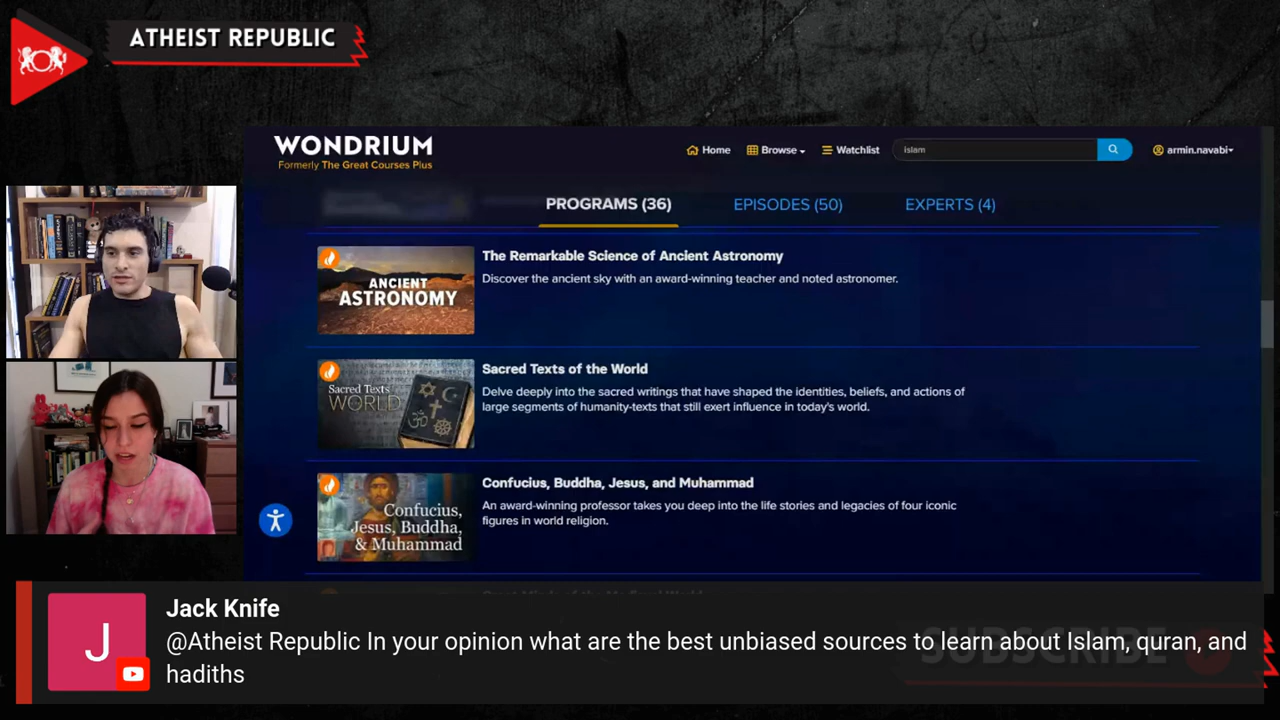 ATHEIST REPUBLIC
WONDRIUM
Formerly The Great Courses Plus
Home
Browse
Watchlist
islam
armin.navabi
PROGRAMS (36)
EPISODES (50)
EXPERTS (4)
ANCIENT
ASTRONOMY
The Remarkable Science of Ancient Astronomy
Discover the ancient sky with an award-winning teacher and noted astronomer.
Sacred Texts
WORLD
Sacred Texts of the World
Delve deeply into the sacred writings that have shaped the identities, beliefs, and actions of
large segments of humanity-texts that still exert influence in today's world.
Confucius,
Jesus, Buddha,
& Muhammad
Confucius, Buddha, Jesus, and Muhammad
An award-winning professor takes you deep into the life stories and legacies of four iconic
figures in world religion.
J
Jack Knife
@Atheist Republic In your opinion what are the best unbiased sources to learn about Islam, quran, and
hadiths
SUBSCRIBE